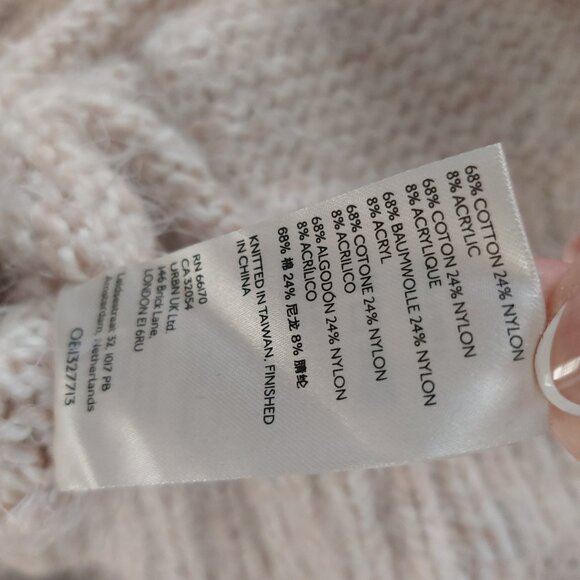 68% COTTON 24% NYLON
8% ACRYLIC
68% COTON 24% NYLON
8% ACRYLIQUE
68% BAUMWOLLE 24% NYLON
8% ACRYL
68% COTONE 24% NYLON
8% ACRILICO
68% ALGODÓN 24% NYLON
8% ACRÍLICO
68% 棉 24% 尼龙 8% 腈纶
KNITTED IN TAIWAN, FINISHED
IN CHINA
RN 66170
CA 32054
URBN UK Ltd.
146 Brick Lane,
LONDON E1 6RU
Leidsestraat 32, 1017 PB
Amsterdam, Netherlands